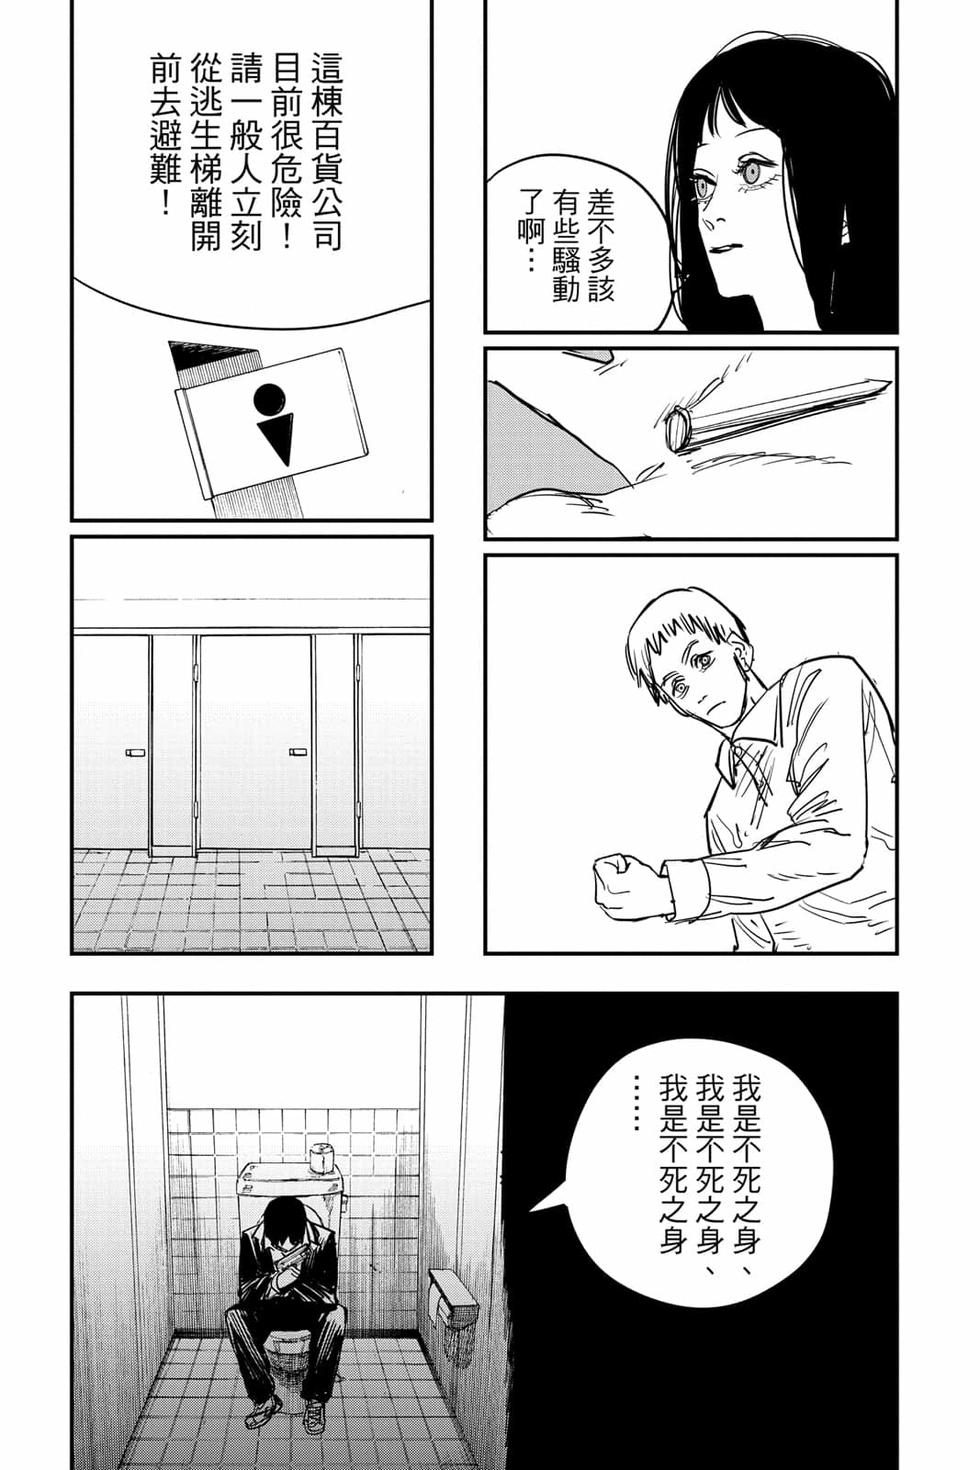 差不多該
有些騷動
了啊…
這棟百貨公司
目前很危險！
請一般人立刻
從逃生梯離開
前去避難！
我是不死之身、
我是不死之身、
我是不死之身
……